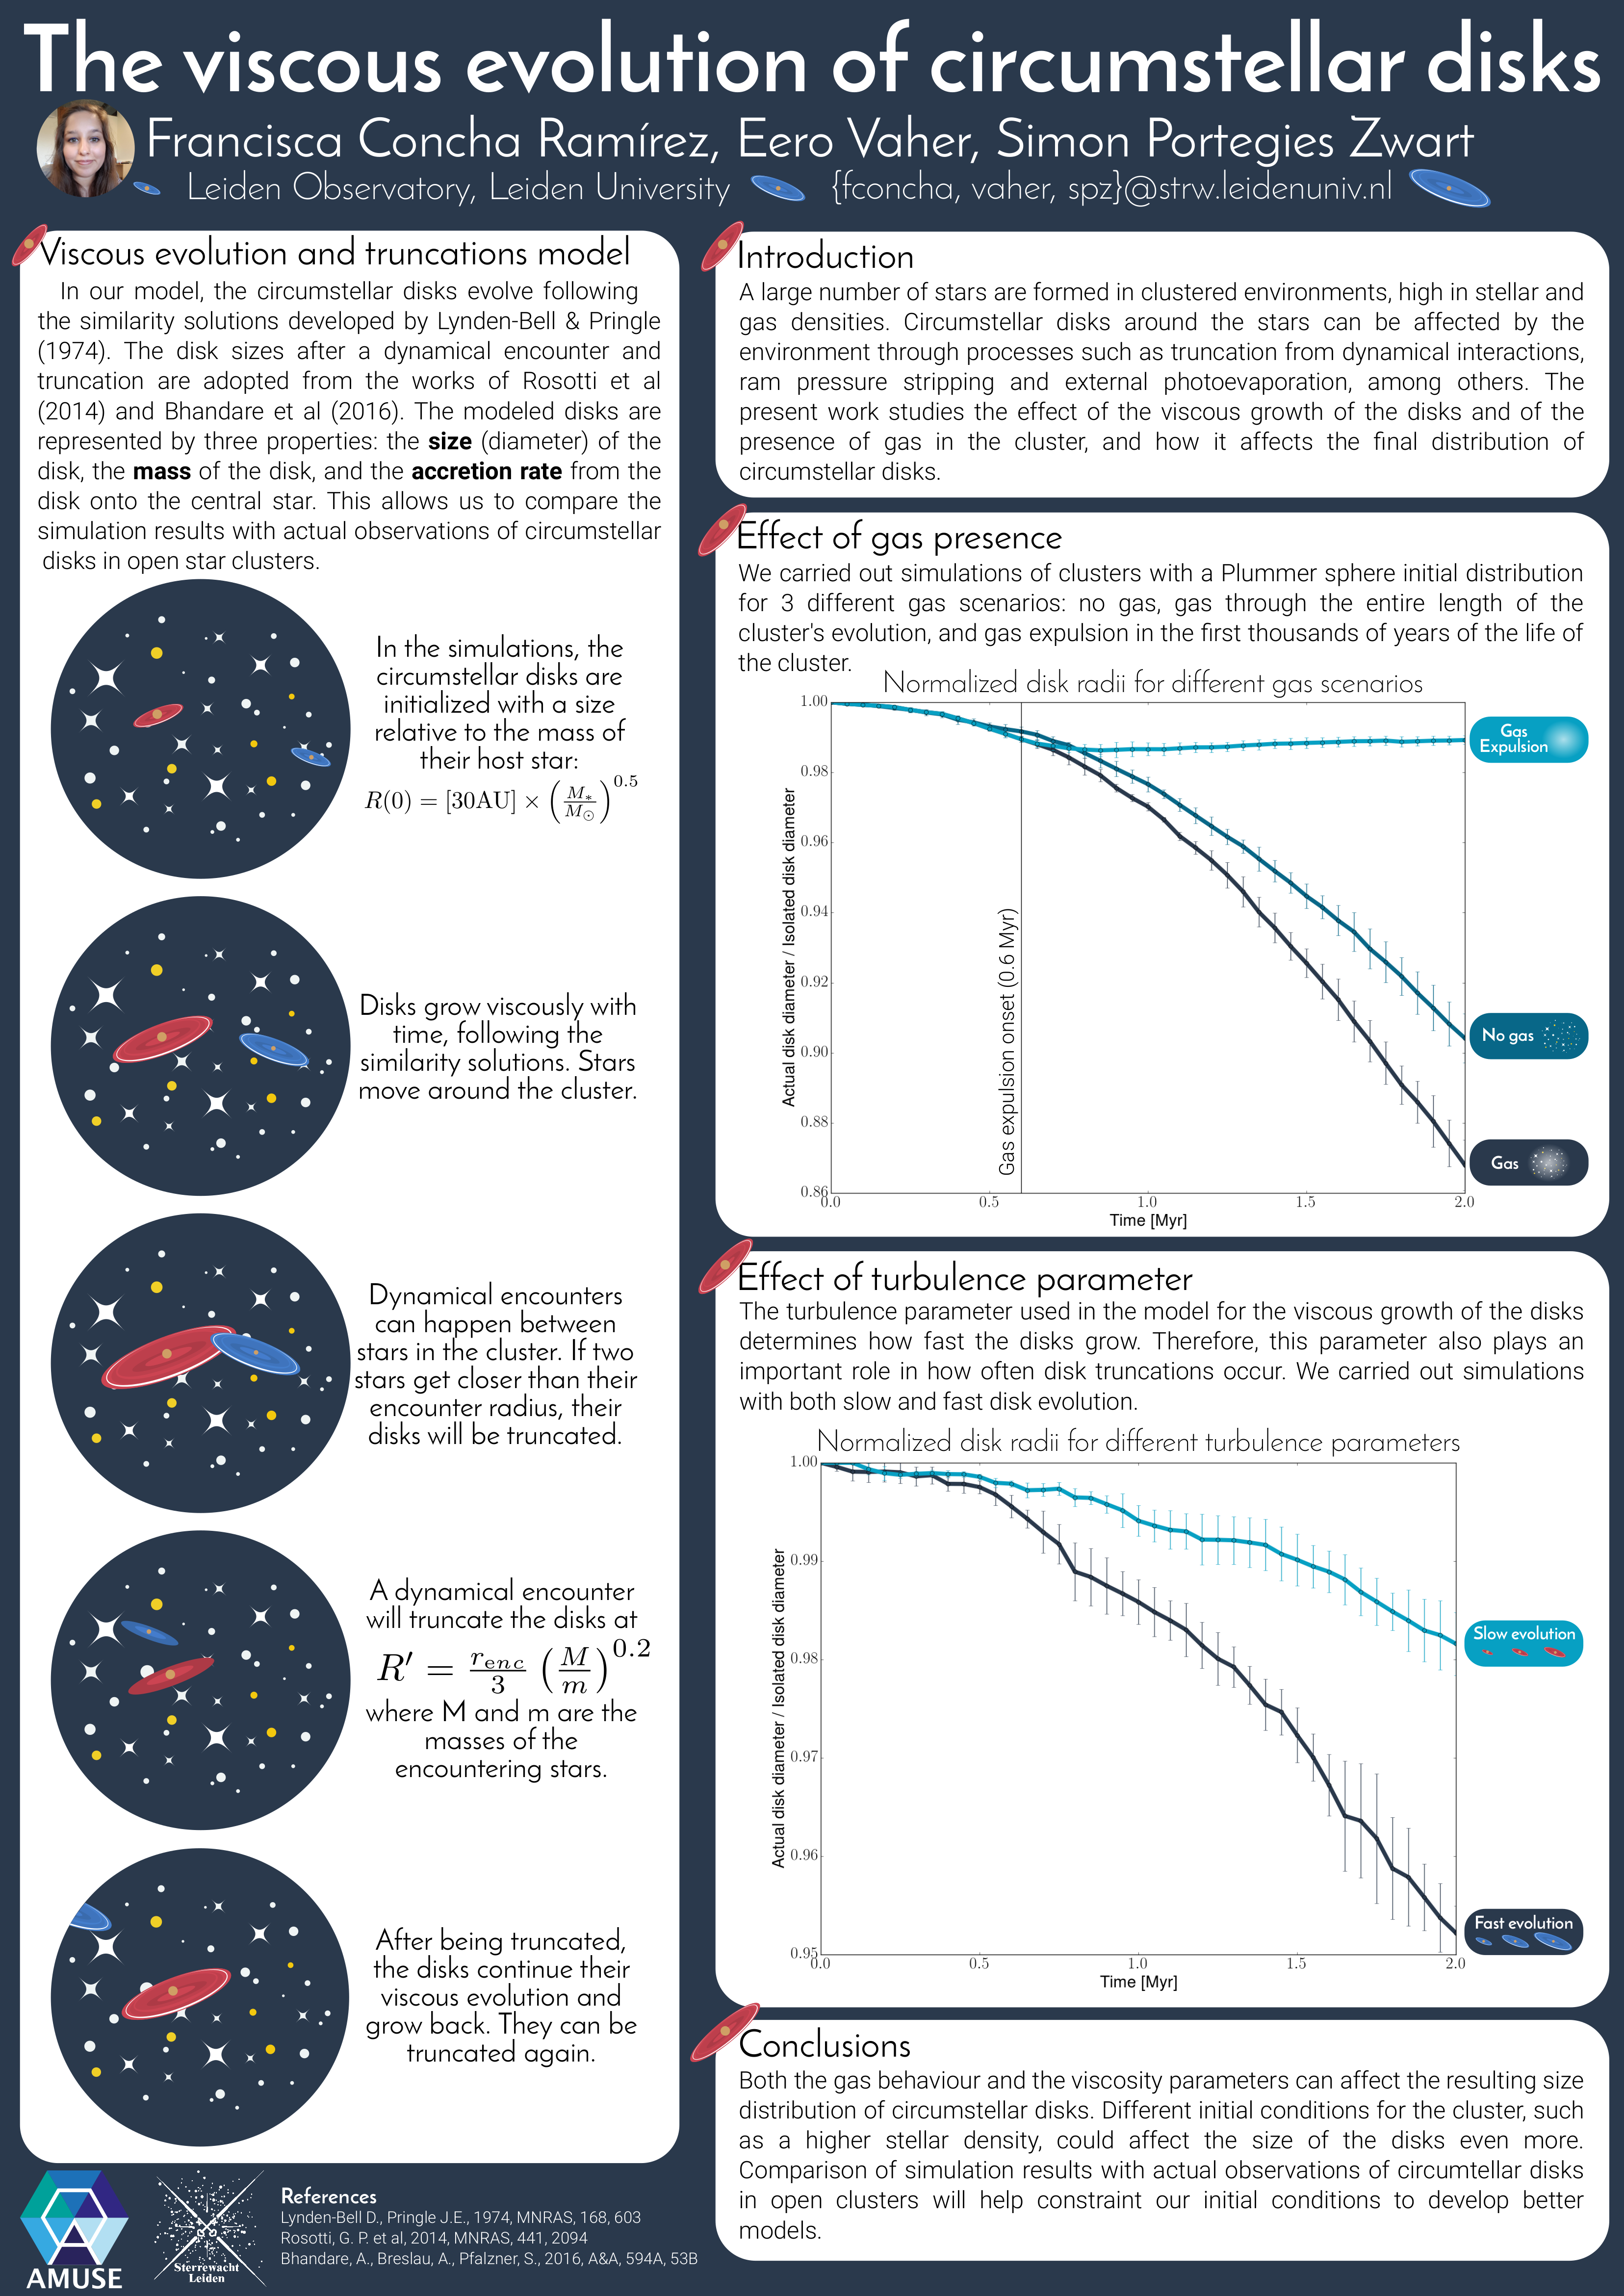 The viscous evolution of circumstellar disks
Francisca Concha Ramírez, Eero Vaher, Simon Portegies Zwart
Leiden Observatory, Leiden University {fconcha, vaher, spz}@strw.leidenuniv.nl
Viscous evolution and truncations model
In our model, the circumstellar disks evolve following
the similarity solutions developed by Lynden-Bell & Pringle
(1974). The disk sizes after a dynamical encounter and
truncation are adopted from the works of Rosotti et al
(2014) and Bhandare et al (2016). The modeled disks are
represented by three properties: the size (diameter) of the
disk, the mass of the disk, and the accretion rate from the
disk onto the central star. This allows us to compare the
simulation results with actual observations of circumstellar
disks in open star clusters.
In the simulations, the
circumstellar disks are
initialized with a size
relative to the mass of
their host star:
R(0) = [30AU] × (M∗/M⊙)^0.5
Disks grow viscously with
time, following the
similarity solutions. Stars
move around the cluster.
Dynamical encounters
can happen between
stars in the cluster. If two
stars get closer than their
encounter radius, their
disks will be truncated.
A dynamical encounter
will truncate the disks at
R′ = r_enc/3 (M/m)^0.2
where M and m are the
masses of the
encountering stars.
After being truncated,
the disks continue their
viscous evolution and
grow back. They can be
truncated again.
AMUSE
Sterrewacht
Leiden
References
Lynden-Bell D., Pringle J.E., 1974, MNRAS, 168, 603
Rosotti, G. P. et al, 2014, MNRAS, 441, 2094
Bhandare, A., Breslau, A., Pfalzner, S., 2016, A&A, 594A, 53B
Introduction
A large number of stars are formed in clustered environments, high in stellar and
gas densities. Circumstellar disks around the stars can be affected by the
environment through processes such as truncation from dynamical interactions,
ram pressure stripping and external photoevaporation, among others. The
present work studies the effect of the viscous growth of the disks and of the
presence of gas in the cluster, and how it affects the final distribution of
circumstellar disks.
Effect of gas presence
We carried out simulations of clusters with a Plummer sphere initial distribution
for 3 different gas scenarios: no gas, gas through the entire length of the
cluster's evolution, and gas expulsion in the first thousands of years of the life of
the cluster.
Normalized disk radii for different gas scenarios
Actual disk diameter / Isolated disk diameter
1.00
0.98
0.96
0.94
0.92
0.90
0.88
0.86
Gas expulsion onset (0.6 Myr)
Gas
Expulsion
No gas
Gas
0.0 0.5 1.0 1.5 2.0
Time [Myr]
Effect of turbulence parameter
The turbulence parameter used in the model for the viscous growth of the disks
determines how fast the disks grow. Therefore, this parameter also plays an
important role in how often disk truncations occur. We carried out simulations
with both slow and fast disk evolution.
Normalized disk radii for different turbulence parameters
Actual disk diameter / Isolated disk diameter
1.00
0.99
0.98
0.97
0.96
0.95
Slow evolution
Fast evolution
0.0 0.5 1.0 1.5 2.0
Time [Myr]
Conclusions
Both the gas behaviour and the viscosity parameters can affect the resulting size
distribution of circumstellar disks. Different initial conditions for the cluster, such
as a higher stellar density, could affect the size of the disks even more.
Comparison of simulation results with actual observations of circumtellar disks
in open clusters will help constraint our initial conditions to develop better
models.